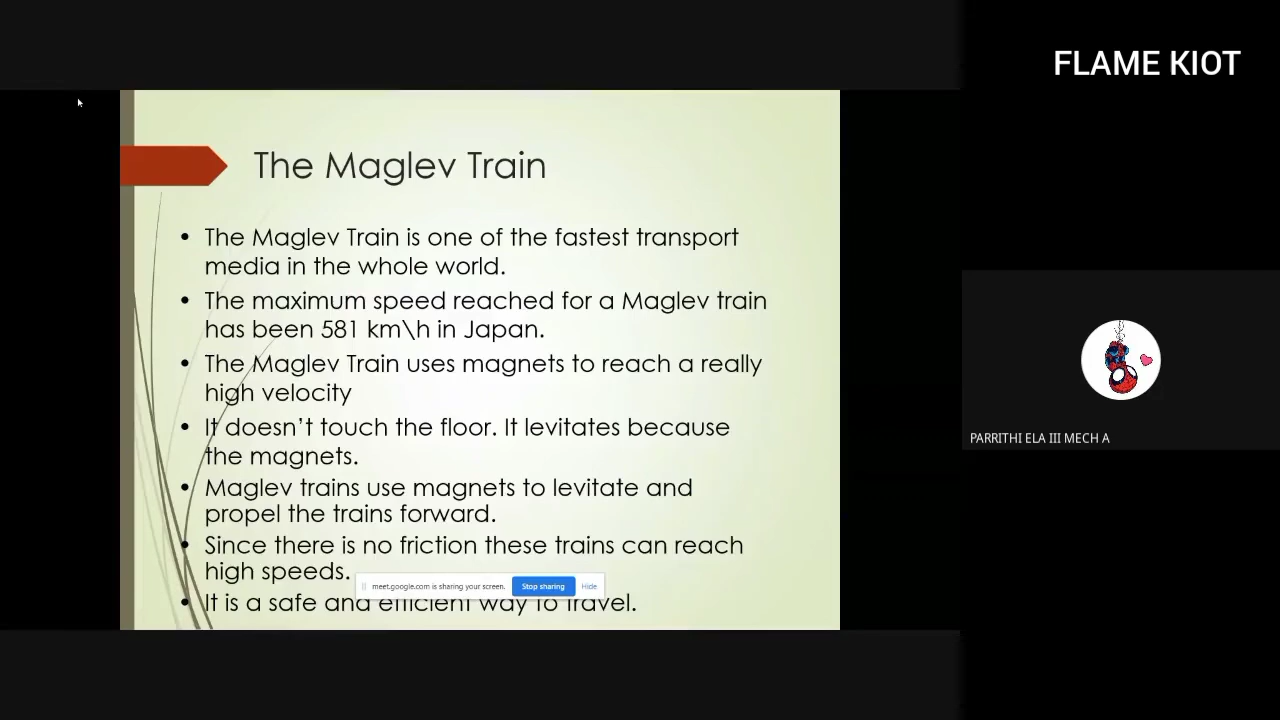 FLAME KIOT
The Maglev Train
• The Maglev Train is one of the fastest transport
media in the whole world.
• The maximum speed reached for a Maglev train
has been 581 km\h in Japan.
• The Maglev Train uses magnets to reach a really
high velocity
• It doesn't touch the floor. It levitates because
the magnets.
• Maglev trains use magnets to levitate and
propel the trains forward.
• Since there is no friction these trains can reach
high speeds.
meet.google.com is sharing your screen. Stop sharing Hide
• It is a safe and efficient way to travel.
PARRITHI ELA III MECH A